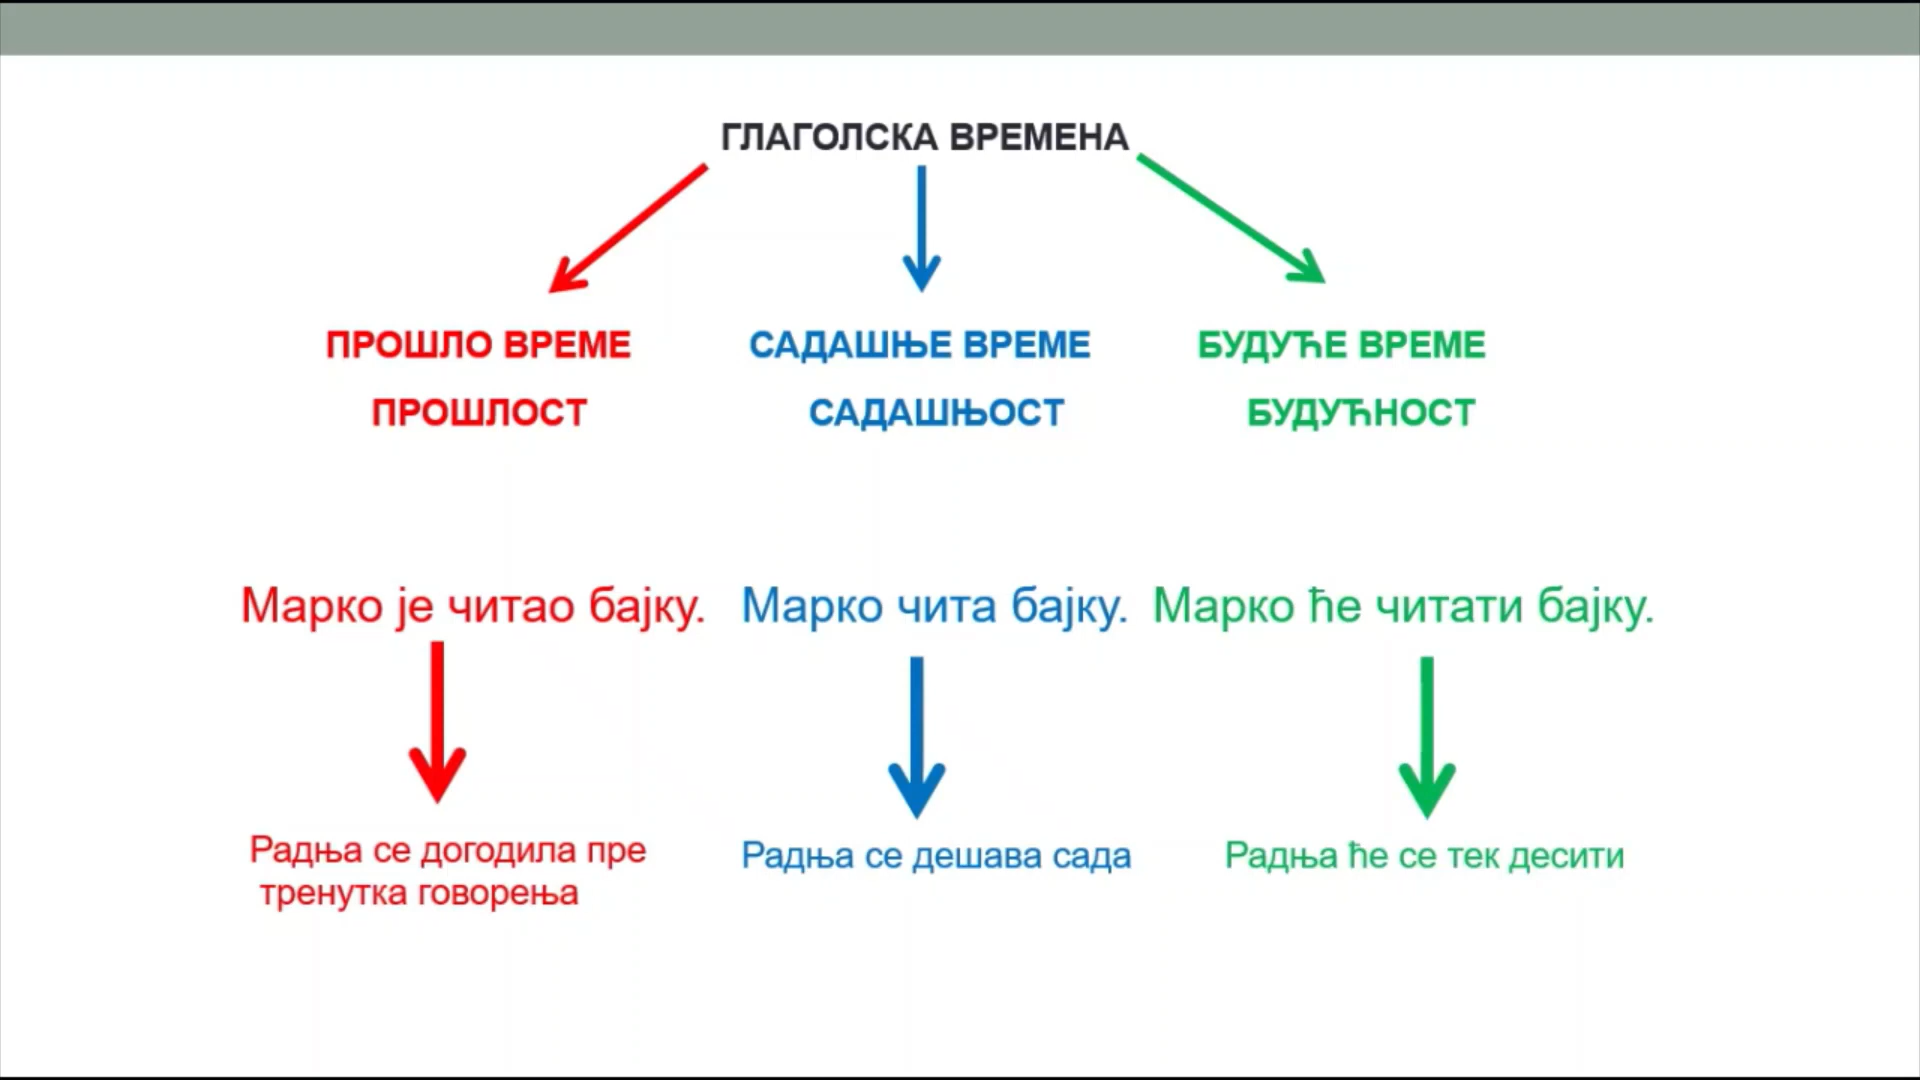 ГЛАГОЛСКА ВРЕМЕНА
ПРОШЛО ВРЕМЕ
ПРОШЛОСТ
САДАШЊЕ ВРЕМЕ
САДАШЊОСТ
БУДУЋЕ ВРЕМЕ
БУДУЋНОСТ
Марко је читао бајку.
Марко чита бајку.
Марко ће читати бајку.
Радња се догодила пре
тренутка говорења
Радња се дешава сада
Радња ће се тек десити